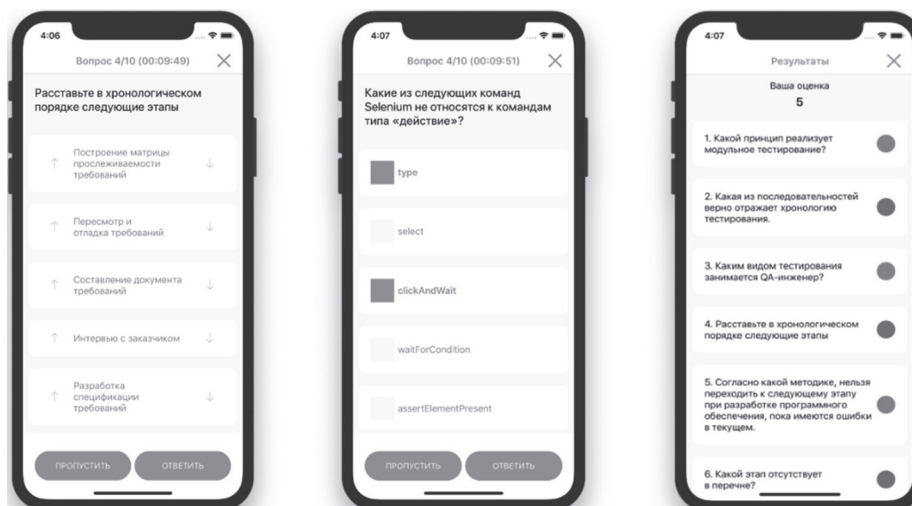 4:06
Вопрос 4/10 (00:09:49)
Расставьте в хронологическом
порядке следующие этапы
Построение матрицы
прослеживаемости
требований
Пересмотр и
отладка требований
Составление документа
требований
Интервью с заказчиком
Разработка
спецификации
требований
ПРОПУСТИТЬ
ОТВЕТИТЬ
4:07
Вопрос 4/10 (00:09:51)
Какие из следующих команд
Selenium не относятся к командам
типа «действие»?
type
select
clickAndWait
waitForCondition
assertElementPresent
ПРОПУСТИТЬ
ОТВЕТИТЬ
4:07
Результаты
Ваша оценка
5
1. Какой принцип реализует
модульное тестирование?
2. Какая из последовательностей
верно отражает хронологию
тестирования.
3. Каким видом тестирования
занимается QA-инженер?
4. Расставьте в хронологическом
порядке следующие этапы
5. Согласно какой методике, нельзя
переходить к следующему этапу
при разработке программного
обеспечения, пока имеются ошибки
в текущем.
6. Какой этап отсутствует
в перечне?